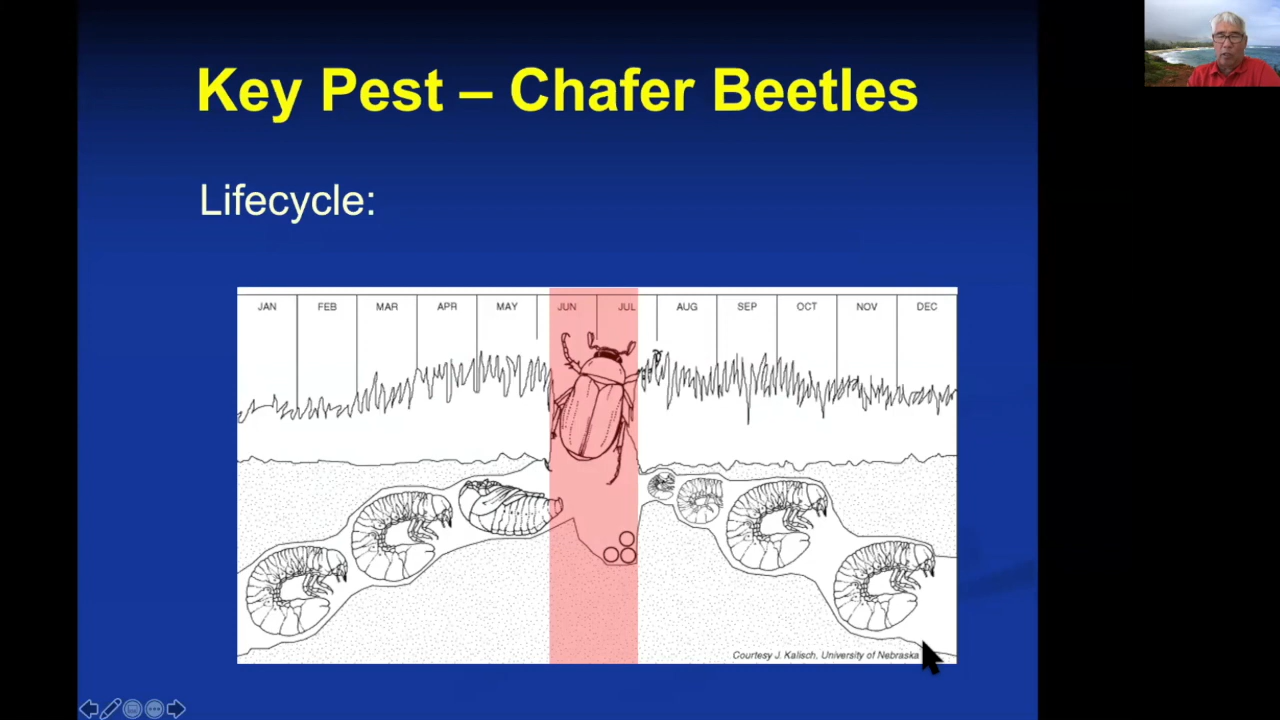 Key Pest – Chafer Beetles
Lifecycle:
JAN FEB MAR APR MAY JUN JUL AUG SEP OCT NOV DEC
Courtesy J. Kalisch, University of Nebraska